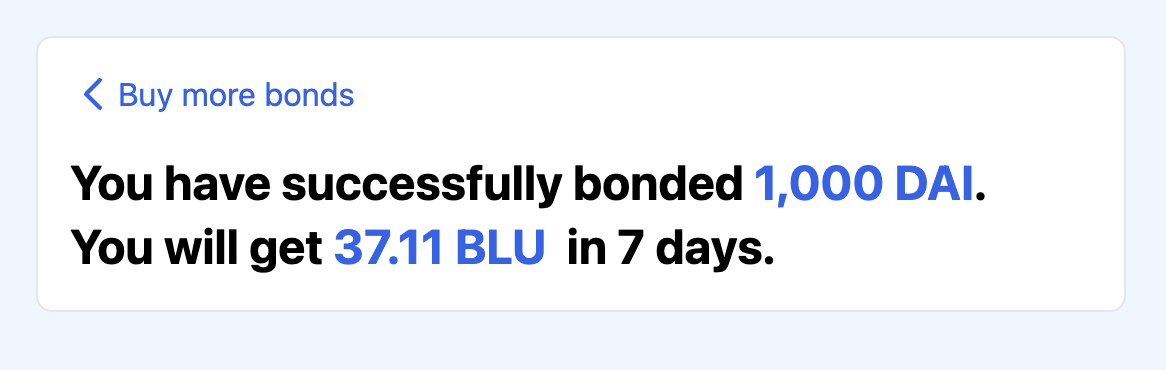 Buy more bonds
You have successfully bonded 1,000 DAI.
You will get 37.11 BLU in 7 days.